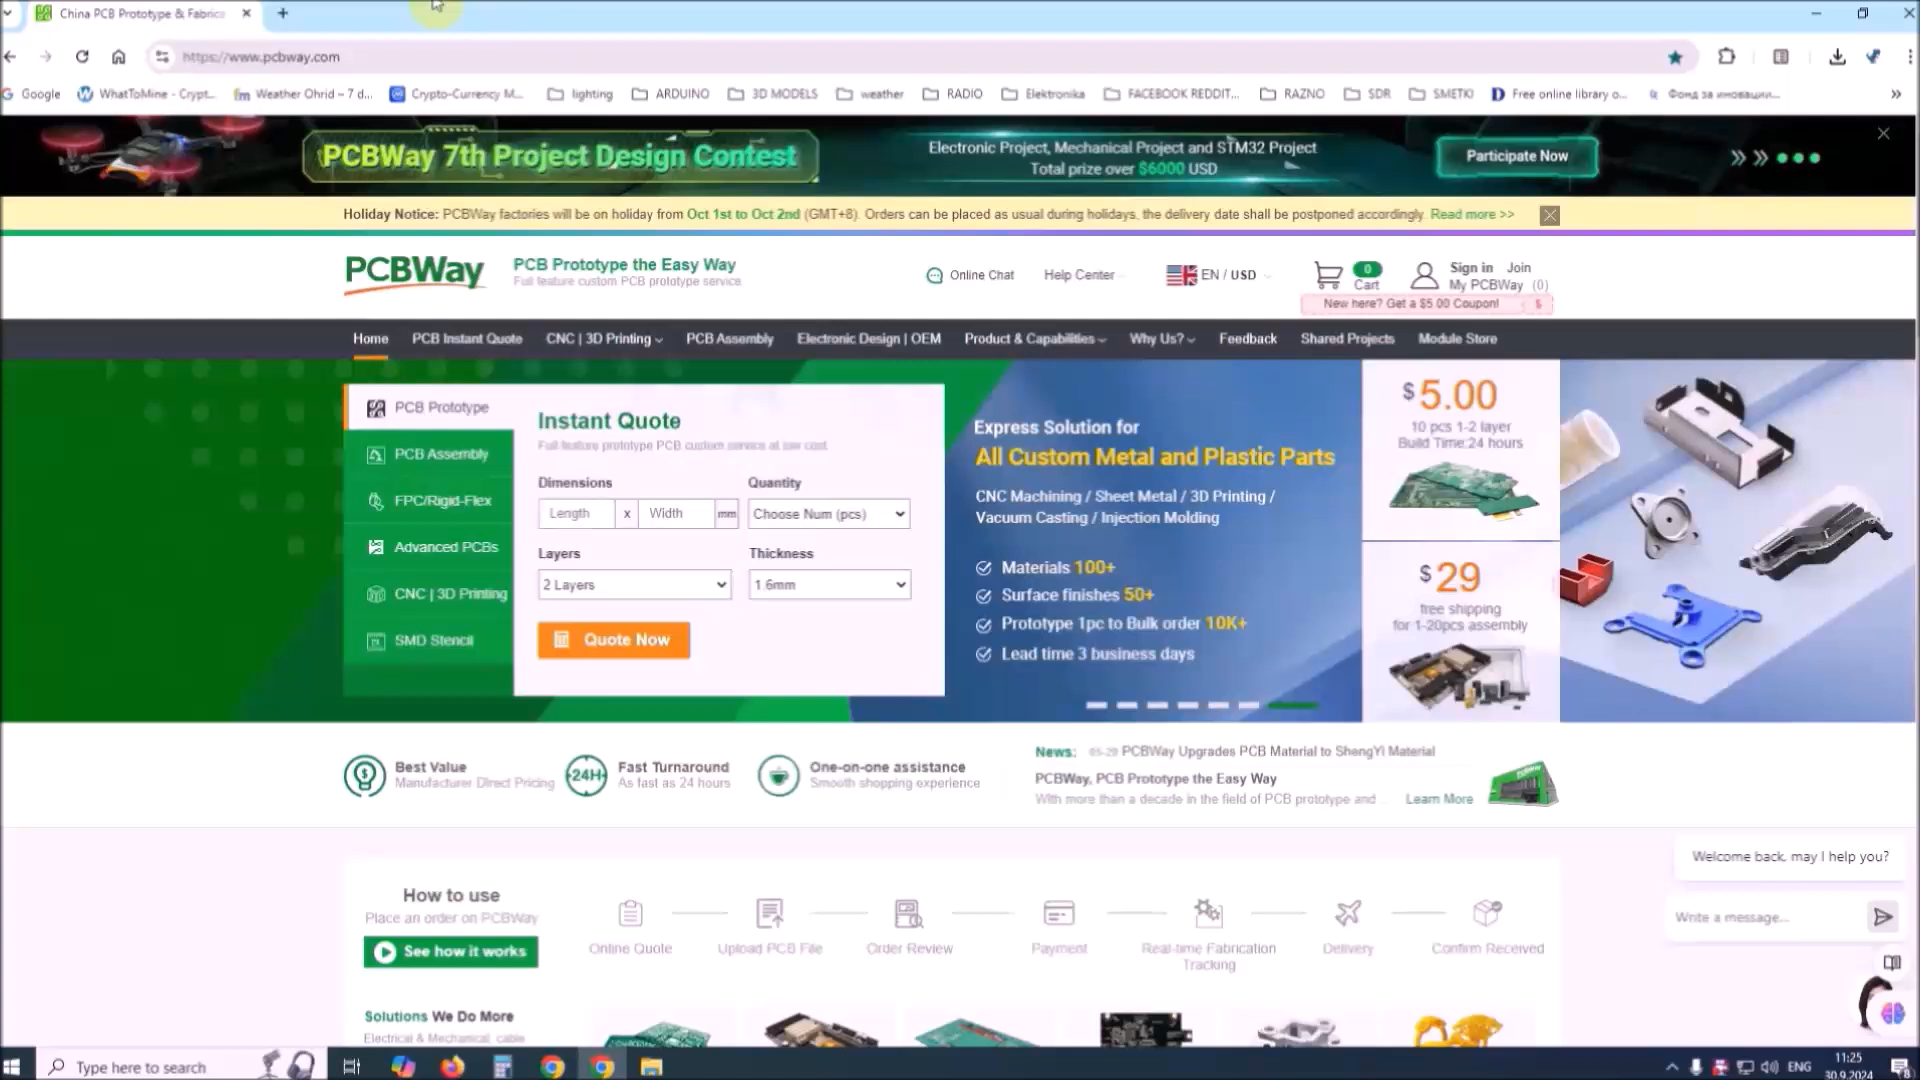 China PCB Prototype & Fabrica
https://www.pcbway.com
Google
WhatToMine - Crypt...
Weather Ohrid – 7 d...
Crypto-Currency M...
lighting
ARDUINO
3D MODELS
weather
RADIO
Elektronika
FACEBOOK REDDIT...
RAZNO
SDR
SMETKI
Free online library o...
Фонд за иновации...
PCBWay 7th Project Design Contest
Electronic Project, Mechanical Project and STM32 Project
Total prize over $6000 USD
Participate Now
Holiday Notice: PCBWay factories will be on holiday from Oct 1st to Oct 2nd (GMT+8). Orders can be placed as usual during holidays, the delivery date shall be postponed accordingly. Read more >>
PCBWay
PCB Prototype the Easy Way
Full feature custom PCB prototype service
Online Chat
Help Center
EN / USD
0
Cart
Sign in Join
My PCBWay (0)
New here? Get a $5.00 Coupon!
Home
PCB Instant Quote
CNC | 3D Printing
PCB Assembly
Electronic Design | OEM
Product & Capabilities
Why Us?
Feedback
Shared Projects
Module Store
PCB Prototype
PCB Assembly
FPC/Rigid-Flex
Advanced PCBs
CNC | 3D Printing
SMD Stencil
Instant Quote
Full feature prototype PCB custom service at low cost.
Dimensions
Quantity
Length x Width mm
Choose Num (pcs)
Layers
Thickness
2 Layers
1.6mm
Quote Now
Express Solution for
All Custom Metal and Plastic Parts
CNC Machining / Sheet Metal / 3D Printing /
Vacuum Casting / Injection Molding
Materials 100+
Surface finishes 50+
Prototype 1pc to Bulk order 10K+
Lead time 3 business days
$5.00
10 pcs 1-2 layer
Build Time:24 hours
$29
free shipping
for 1-20pcs assembly
Best Value
Manufacturer Direct Pricing
24H
Fast Turnaround
As fast as 24 hours
One-on-one assistance
Smooth shopping experience
News: 05-29 PCBWay Upgrades PCB Material to ShengYi Material
PCBWay, PCB Prototype the Easy Way
With more than a decade in the field of PCB prototype and ...
Learn More
How to use
Place an order on PCBWay
See how it works
Online Quote
Upload PCB File
Order Review
Payment
Real-time Fabrication
Tracking
Delivery
Confirm Received
Welcome back, may I help you?
Write a message...
Solutions We Do More
Electrical & Mechanical, cable
Type here to search
ENG
11:25
30.9.2024